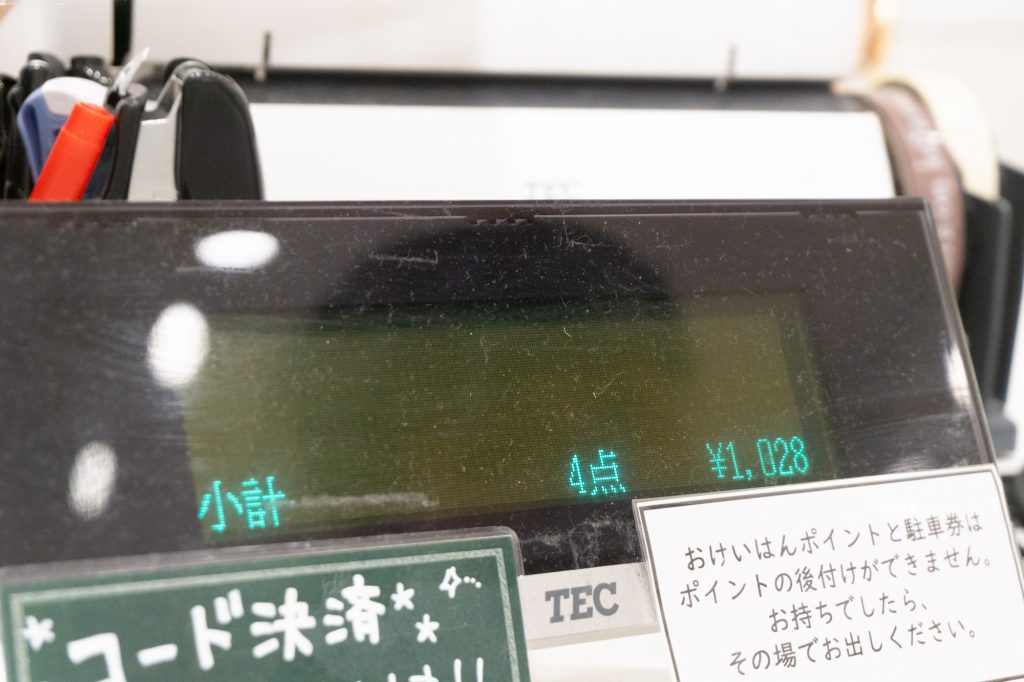 小計 4点 ¥1,028
TEC
コード決済
おけいはんポイントと駐車券は
ポイントの後付けができません。
お持ちでしたら、
その場でお出しください。